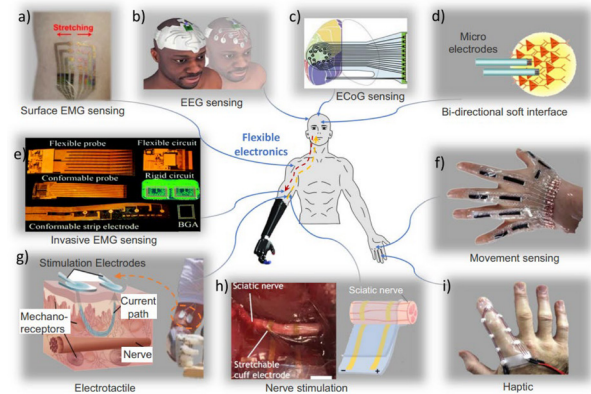 a)
Stretching
Surface EMG sensing
b)
EEG sensing
c)
ECoG sensing
d)
Micro
electrodes
Bi-directional soft interface
Flexible
electronics
e)
Flexible probe
Flexible circuit
Conformable probe
Rigid circuit
Conformable strip electrode
BGA
Invasive EMG sensing
f)
Movement sensing
g)
Stimulation Electrodes
Mechano-
receptors
Current
path
Nerve
Electrotactile
h)
Sciatic nerve
Stretchable
cuff electrode
Sciatic nerve
-
+
Nerve stimulation
i)
Haptic